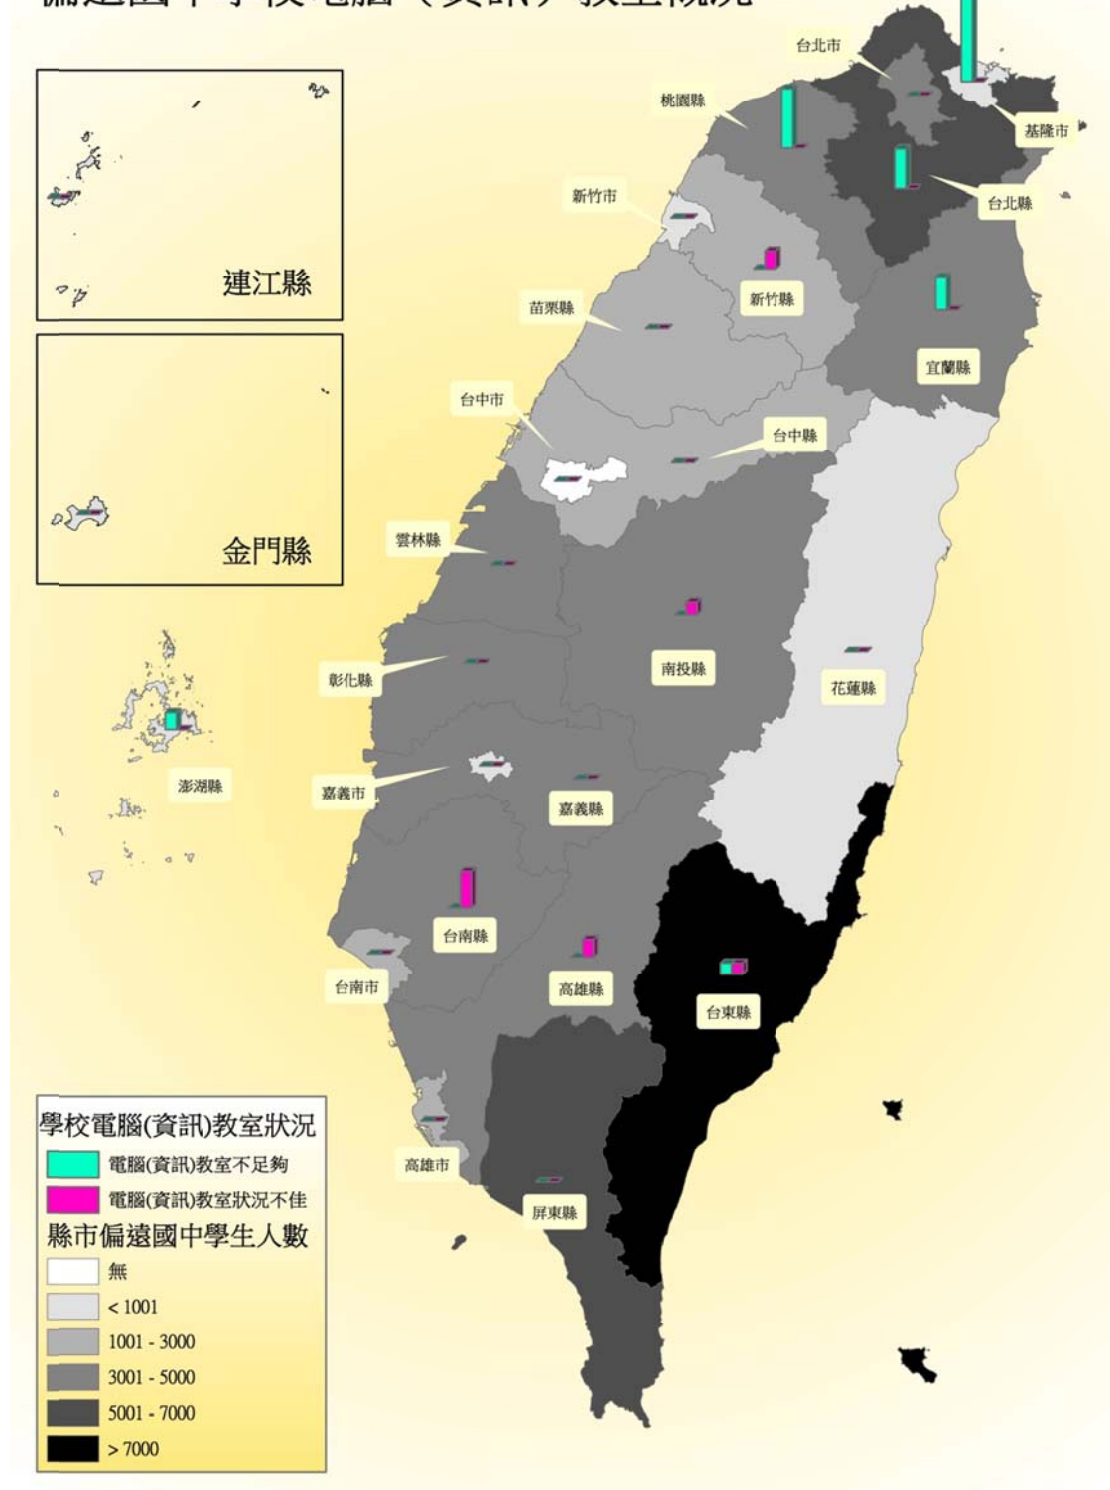 偏遠國中學校電腦（資訊）教室概況
台北市
桃園縣
基隆市
新竹市
台北縣
連江縣
新竹縣
苗栗縣
宜蘭縣
台中市
台中縣
雲林縣
金門縣
南投縣
彰化縣
花蓮縣
澎湖縣
嘉義市
嘉義縣
台南縣
台南市
高雄縣
台東縣
高雄市
屏東縣
學校電腦(資訊)教室狀況
電腦(資訊)教室不足夠
電腦(資訊)教室狀況不佳
縣市偏遠國中學生人數
無
< 1001
1001 - 3000
3001 - 5000
5001 - 7000
> 7000